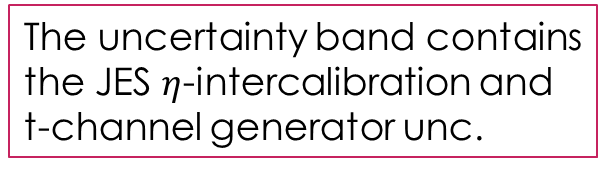 The uncertainty band contains
the JES η-intercalibration and
t-channel generator unc.